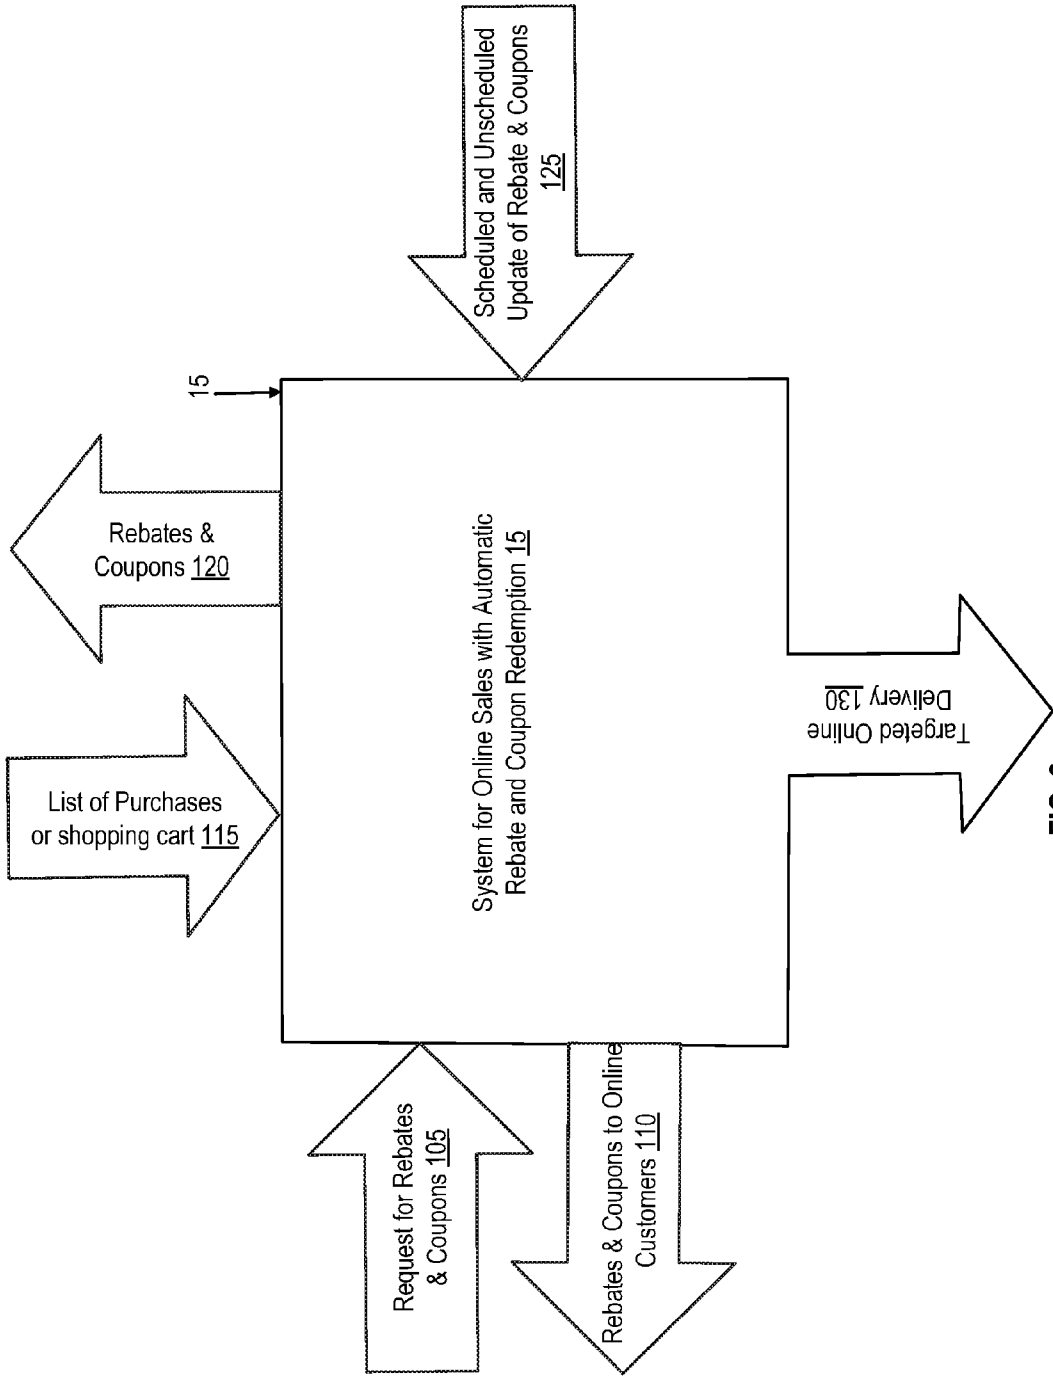 Scheduled and Unscheduled
Update of Rebate & Coupons
125
15
Rebates &
Coupons 120
System for Online Sales with Automatic
Rebate and Coupon Redemption 15
List of Purchases
or shopping cart 115
Targeted Online
Delivery 130
Request for Rebates
& Coupons 105
Rebates & Coupons to Online
Customers 110
FIG